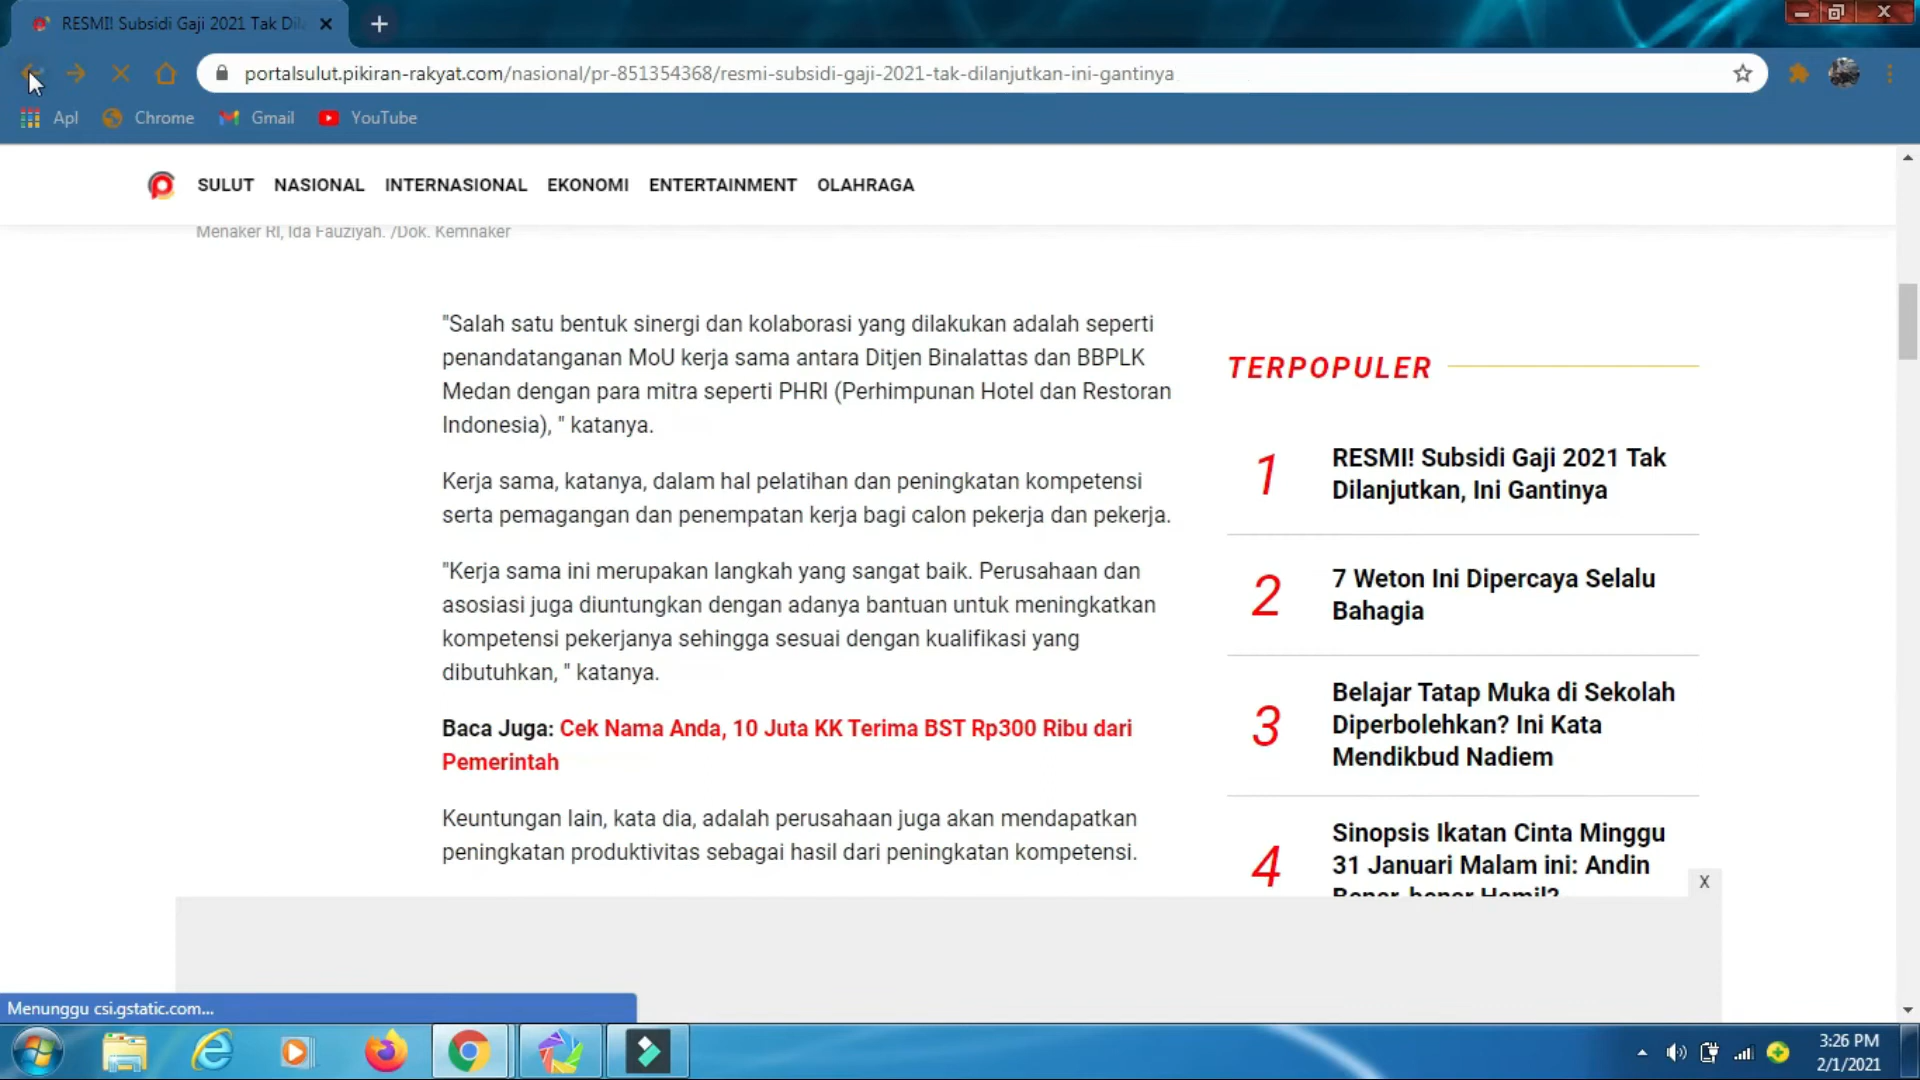 RESMI! Subsidi Gaji 2021 Tak Dil
portalsulut.pikiran-rakyat.com/nasional/pr-851354368/resmi-subsidi-gaji-2021-tak-dilanjutkan-ini-gantinya
Apl
Chrome
Gmail
YouTube
SULUT
NASIONAL
INTERNASIONAL
EKONOMI
ENTERTAINMENT
OLAHRAGA
Menaker RI, Ida Fauziyah. /Dok. Kemnaker
"Salah satu bentuk sinergi dan kolaborasi yang dilakukan adalah seperti
penandatanganan MoU kerja sama antara Ditjen Binalattas dan BBPLK
Medan dengan para mitra seperti PHRI (Perhimpunan Hotel dan Restoran
Indonesia), " katanya.
Kerja sama, katanya, dalam hal pelatihan dan peningkatan kompetensi
serta pemagangan dan penempatan kerja bagi calon pekerja dan pekerja.
"Kerja sama ini merupakan langkah yang sangat baik. Perusahaan dan
asosiasi juga diuntungkan dengan adanya bantuan untuk meningkatkan
kompetensi pekerjanya sehingga sesuai dengan kualifikasi yang
dibutuhkan, " katanya.
Baca Juga: Cek Nama Anda, 10 Juta KK Terima BST Rp300 Ribu dari
Pemerintah
Keuntungan lain, kata dia, adalah perusahaan juga akan mendapatkan
peningkatan produktivitas sebagai hasil dari peningkatan kompetensi.
TERPOPULER
1
RESMI! Subsidi Gaji 2021 Tak
Dilanjutkan, Ini Gantinya
2
7 Weton Ini Dipercaya Selalu
Bahagia
3
Belajar Tatap Muka di Sekolah
Diperbolehkan? Ini Kata
Mendikbud Nadiem
4
Sinopsis Ikatan Cinta Minggu
31 Januari Malam ini: Andin
Benar-benar Hamil?
X
Menunggu csi.gstatic.com...
3:26 PM
2/1/2021